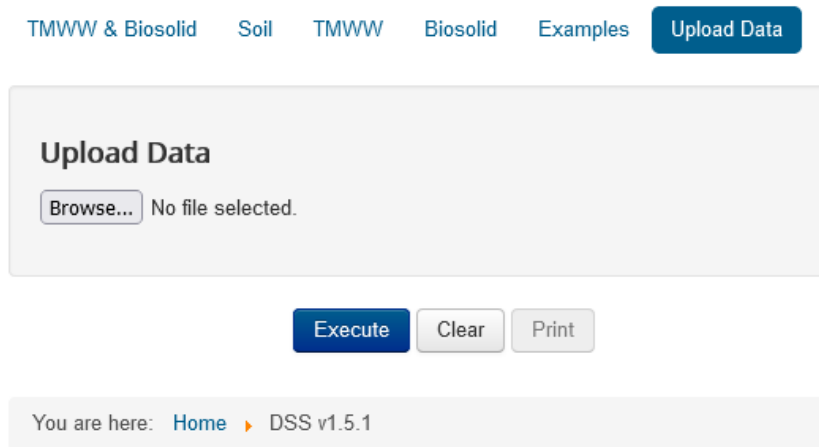 TMWW & Biosolid Soil TMWW Biosolid Examples Upload Data
Upload Data
Browse... No file selected.
Execute Clear Print
You are here: Home DSS v1.5.1